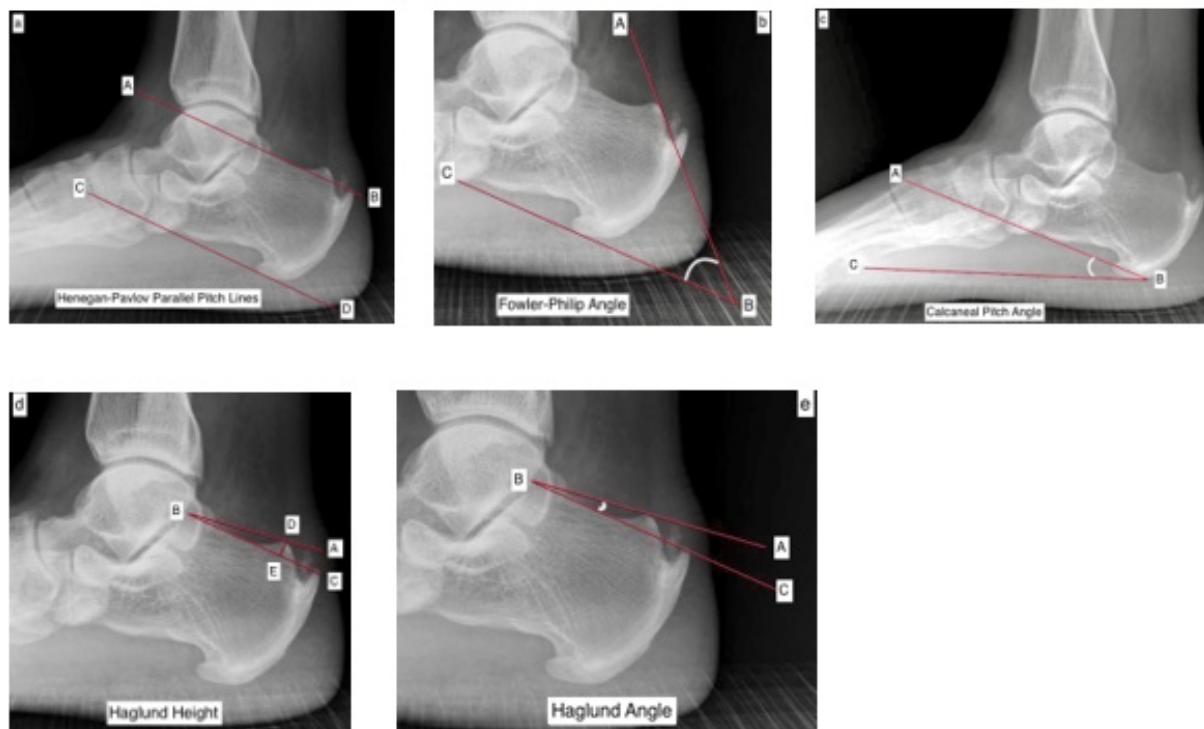 a
A
B
C
D
Henegan-Pavlov Parallel Pitch Lines
b
A
C
B
Fowler-Philip Angle
c
A
C
B
Calcaneal Pitch Angle
d
B
D
A
E
C
Haglund Height
e
B
A
C
Haglund Angle